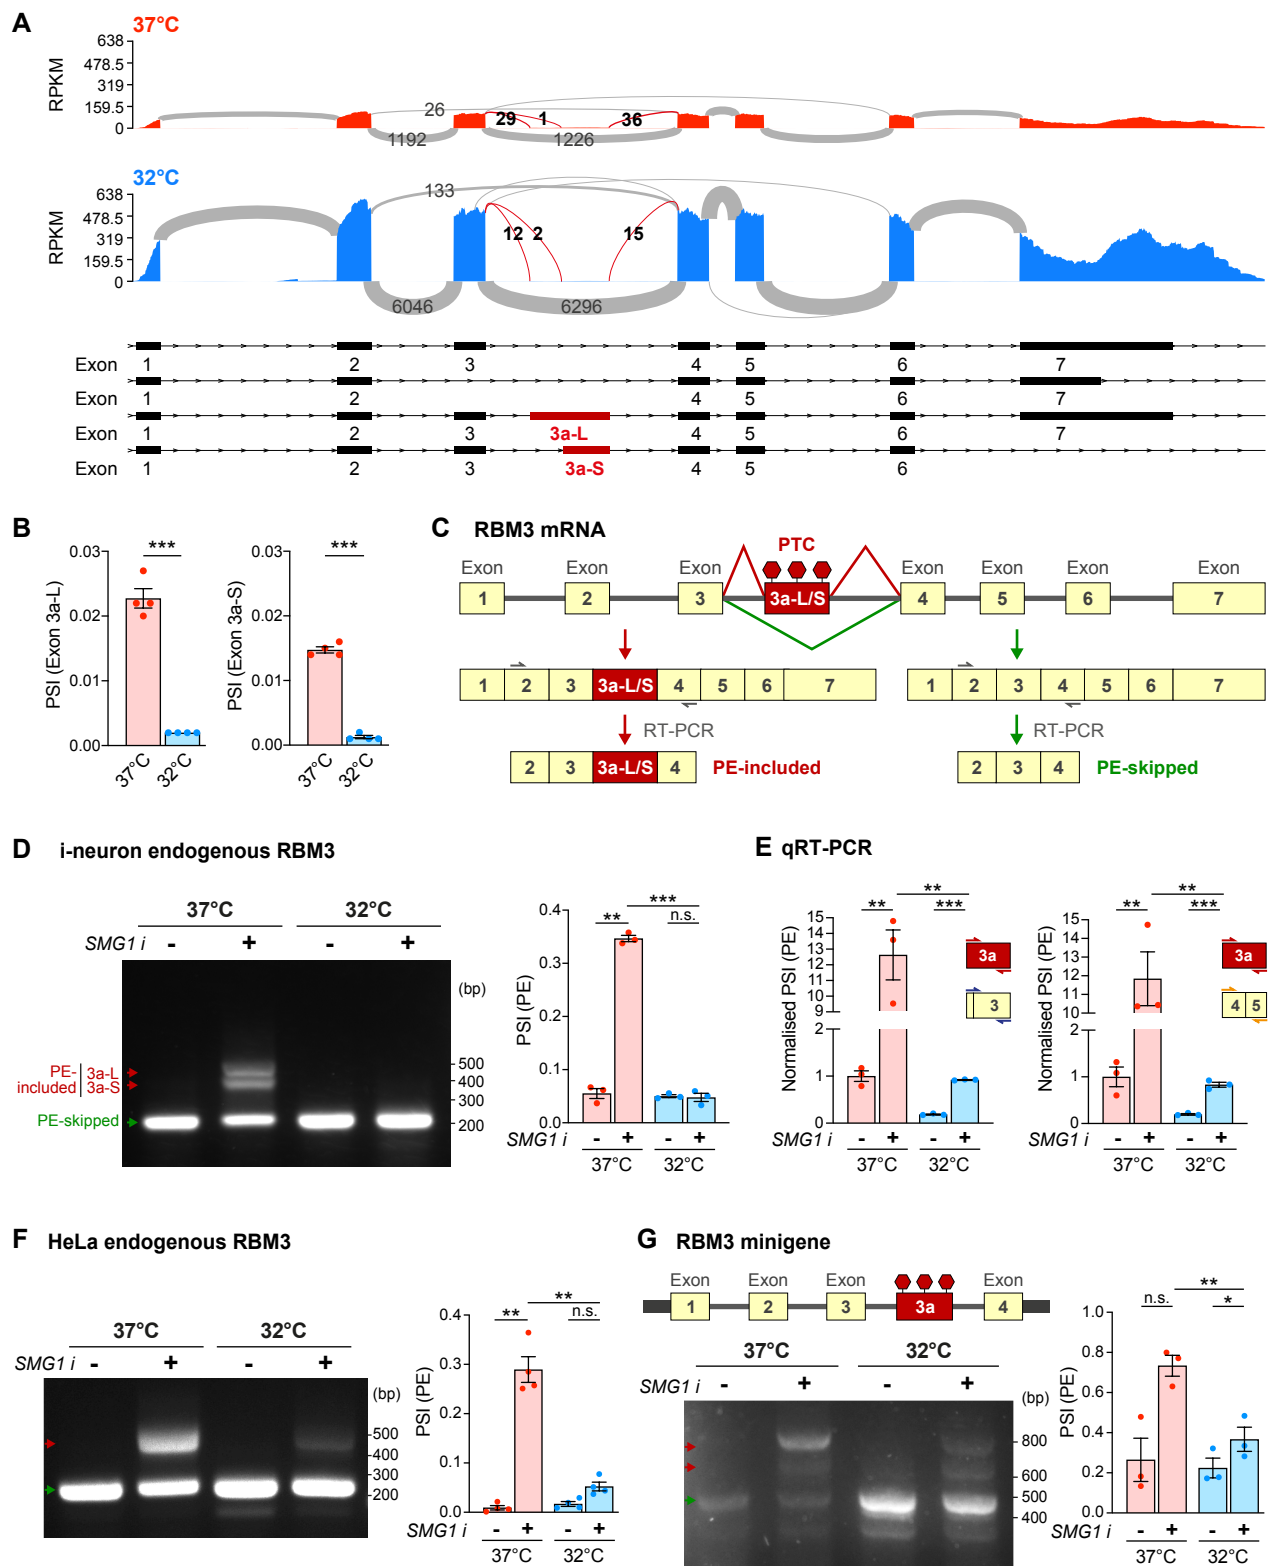 A
37°C
RPKM
638
478.5
319
159.5
0
26
29 1 36
1192 1226
32°C
RPKM
638
478.5
319
159.5
0
133
12 2 15
6046 6296
Exon 1 2 3 4 5 6 7
Exon 1 2 4 5 6 7
Exon 1 2 3 3a-L 4 5 6 7
Exon 1 2 3 3a-S 4 5 6
B
PSI (Exon 3a-L)
0.03
0.02
0.01
0.00
***
37°C 32°C
PSI (Exon 3a-S)
0.03
0.02
0.01
0.00
***
37°C 32°C
C RBM3 mRNA
PTC
Exon Exon Exon Exon Exon Exon Exon
1 2 3 3a-L/S 4 5 6 7
1 2 3 3a-L/S 4 5 6 7
1 2 3 4 5 6 7
RT-PCR RT-PCR
2 3 3a-L/S 4 PE-included
2 3 4 PE-skipped
D i-neuron endogenous RBM3
37°C 32°C
SMG1 i - + - +
(bp)
PE-included
3a-L
3a-S
PE-skipped
500
400
300
200
PSI (PE)
0.4
0.3
0.2
0.1
0.0
***
** n.s.
SMG1 i - + - +
37°C 32°C
E qRT-PCR
Normalised PSI (PE)
15
14
13
12
11
10
9
2
1
0
**
** ***
3a
3
SMG1 i - + - +
37°C 32°C
Normalised PSI (PE)
15
14
13
12
11
10
2
1
0
**
** ***
3a
4 5
- + - +
37°C 32°C
F HeLa endogenous RBM3
37°C 32°C
SMG1 i - + - +
(bp)
500
400
300
200
PSI (PE)
0.4
0.3
0.2
0.1
0.0
**
** n.s.
SMG1 i - + - +
37°C 32°C
G RBM3 minigene
Exon Exon Exon Exon
1 2 3 3a 4
37°C 32°C
SMG1 i - + - +
(bp)
800
600
500
400
PSI (PE)
1.0
0.8
0.6
0.4
0.2
0.0
**
n.s. *
SMG1 i - + - +
37°C 32°C